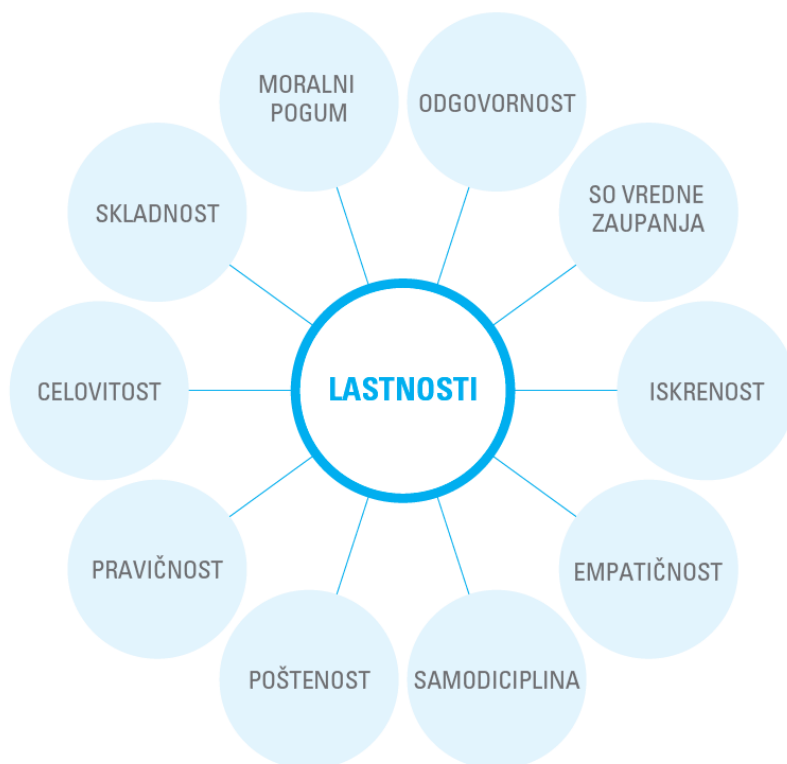 MORALNI
POGUM
ODGOVORNOST
SO VREDNE
ZAUPANJA
SKLADNOST
LASTNOSTI
CELOVITOST
ISKRENOST
PRAVIČNOST
EMPATIČNOST
POŠTENOST
SAMODICIPLINA